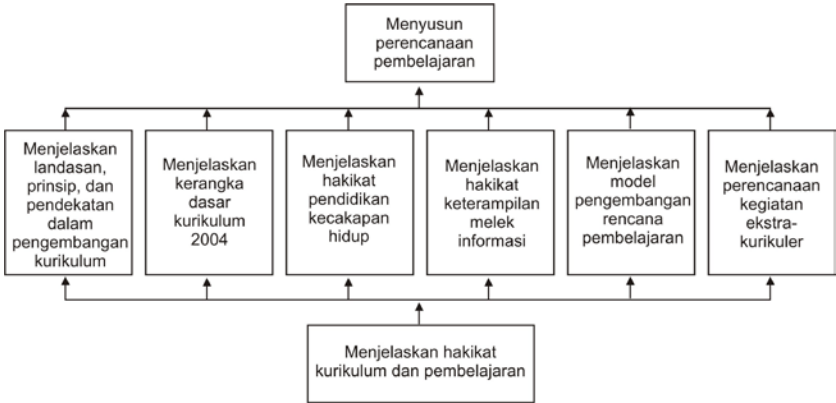 Menyusun
perencanaan
pembelajaran
Menjelaskan
landasan,
prinsip, dan
pendekatan
dalam
pengembangan
kurikulum
Menjelaskan
kerangka
dasar
kurikulum
2004
Menjelaskan
hakikat
pendidikan
kecakapan
hidup
Menjelaskan
hakikat
keterampilan
melek
informasi
Menjelaskan
model
pengembangan
rencana
pembelajaran
Menjelaskan
perencanaan
kegiatan
ekstra-
kurikuler
Menjelaskan hakikat
kurikulum dan pembelajaran